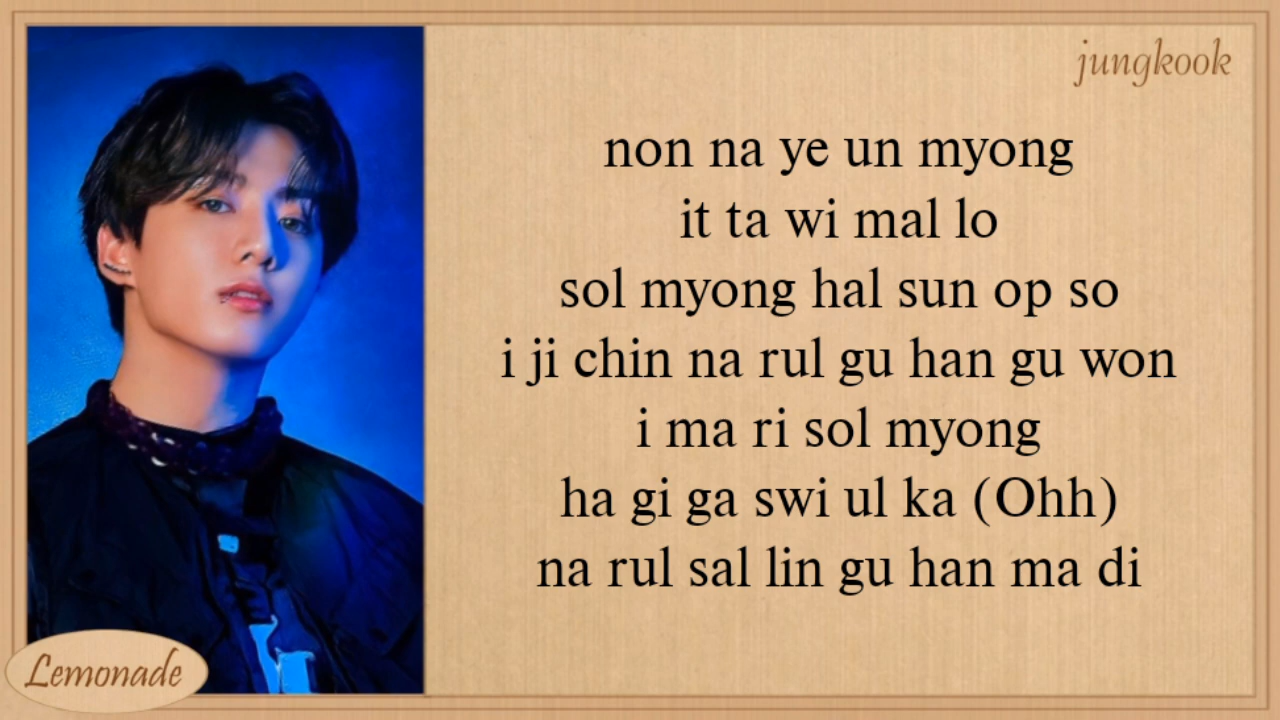 jungkook
non na ye un myong
it ta wi mal lo
sol myong hal sun op so
i ji chin na rul gu han gu won
i ma ri sol myong
ha gi ga swi ul ka (Ohh)
na rul sal lin gu han ma di
Lemonade